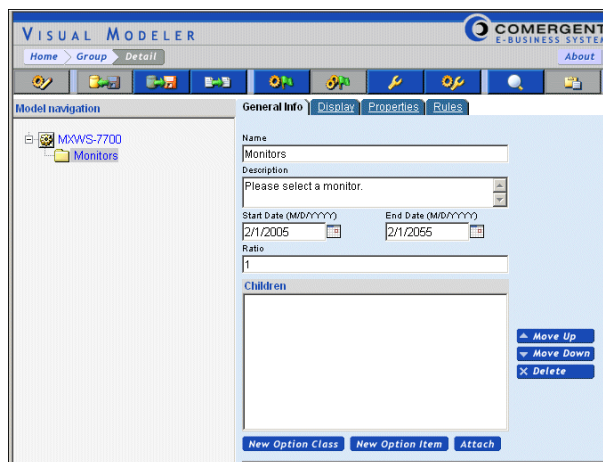 VISUAL MODELER
COMERGENT
E-BUSINESS SYSTEM
Home Group Detail
About
Model navigation
General Info Display Properties Rules
MXWS-7700
Monitors
Name
Monitors
Description
Please select a monitor.
Start Date (M/D/YYYY) End Date (M/D/YYYY)
2/1/2005 2/1/2055
Ratio
1
Children
Move Up
Move Down
Delete
New Option Class New Option Item Attach